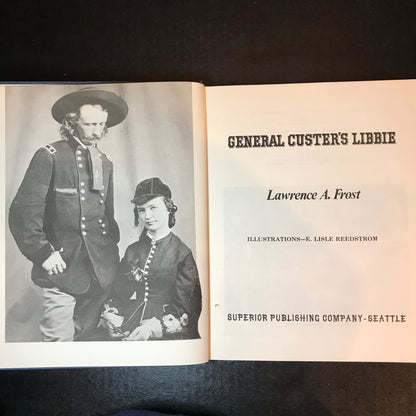 GENERAL CUSTER'S LIBBIE
Lawrence A. Frost
ILLUSTRATIONS—E. LISLE REEDSTROM
SUPERIOR PUBLISHING COMPANY - SEATTLE